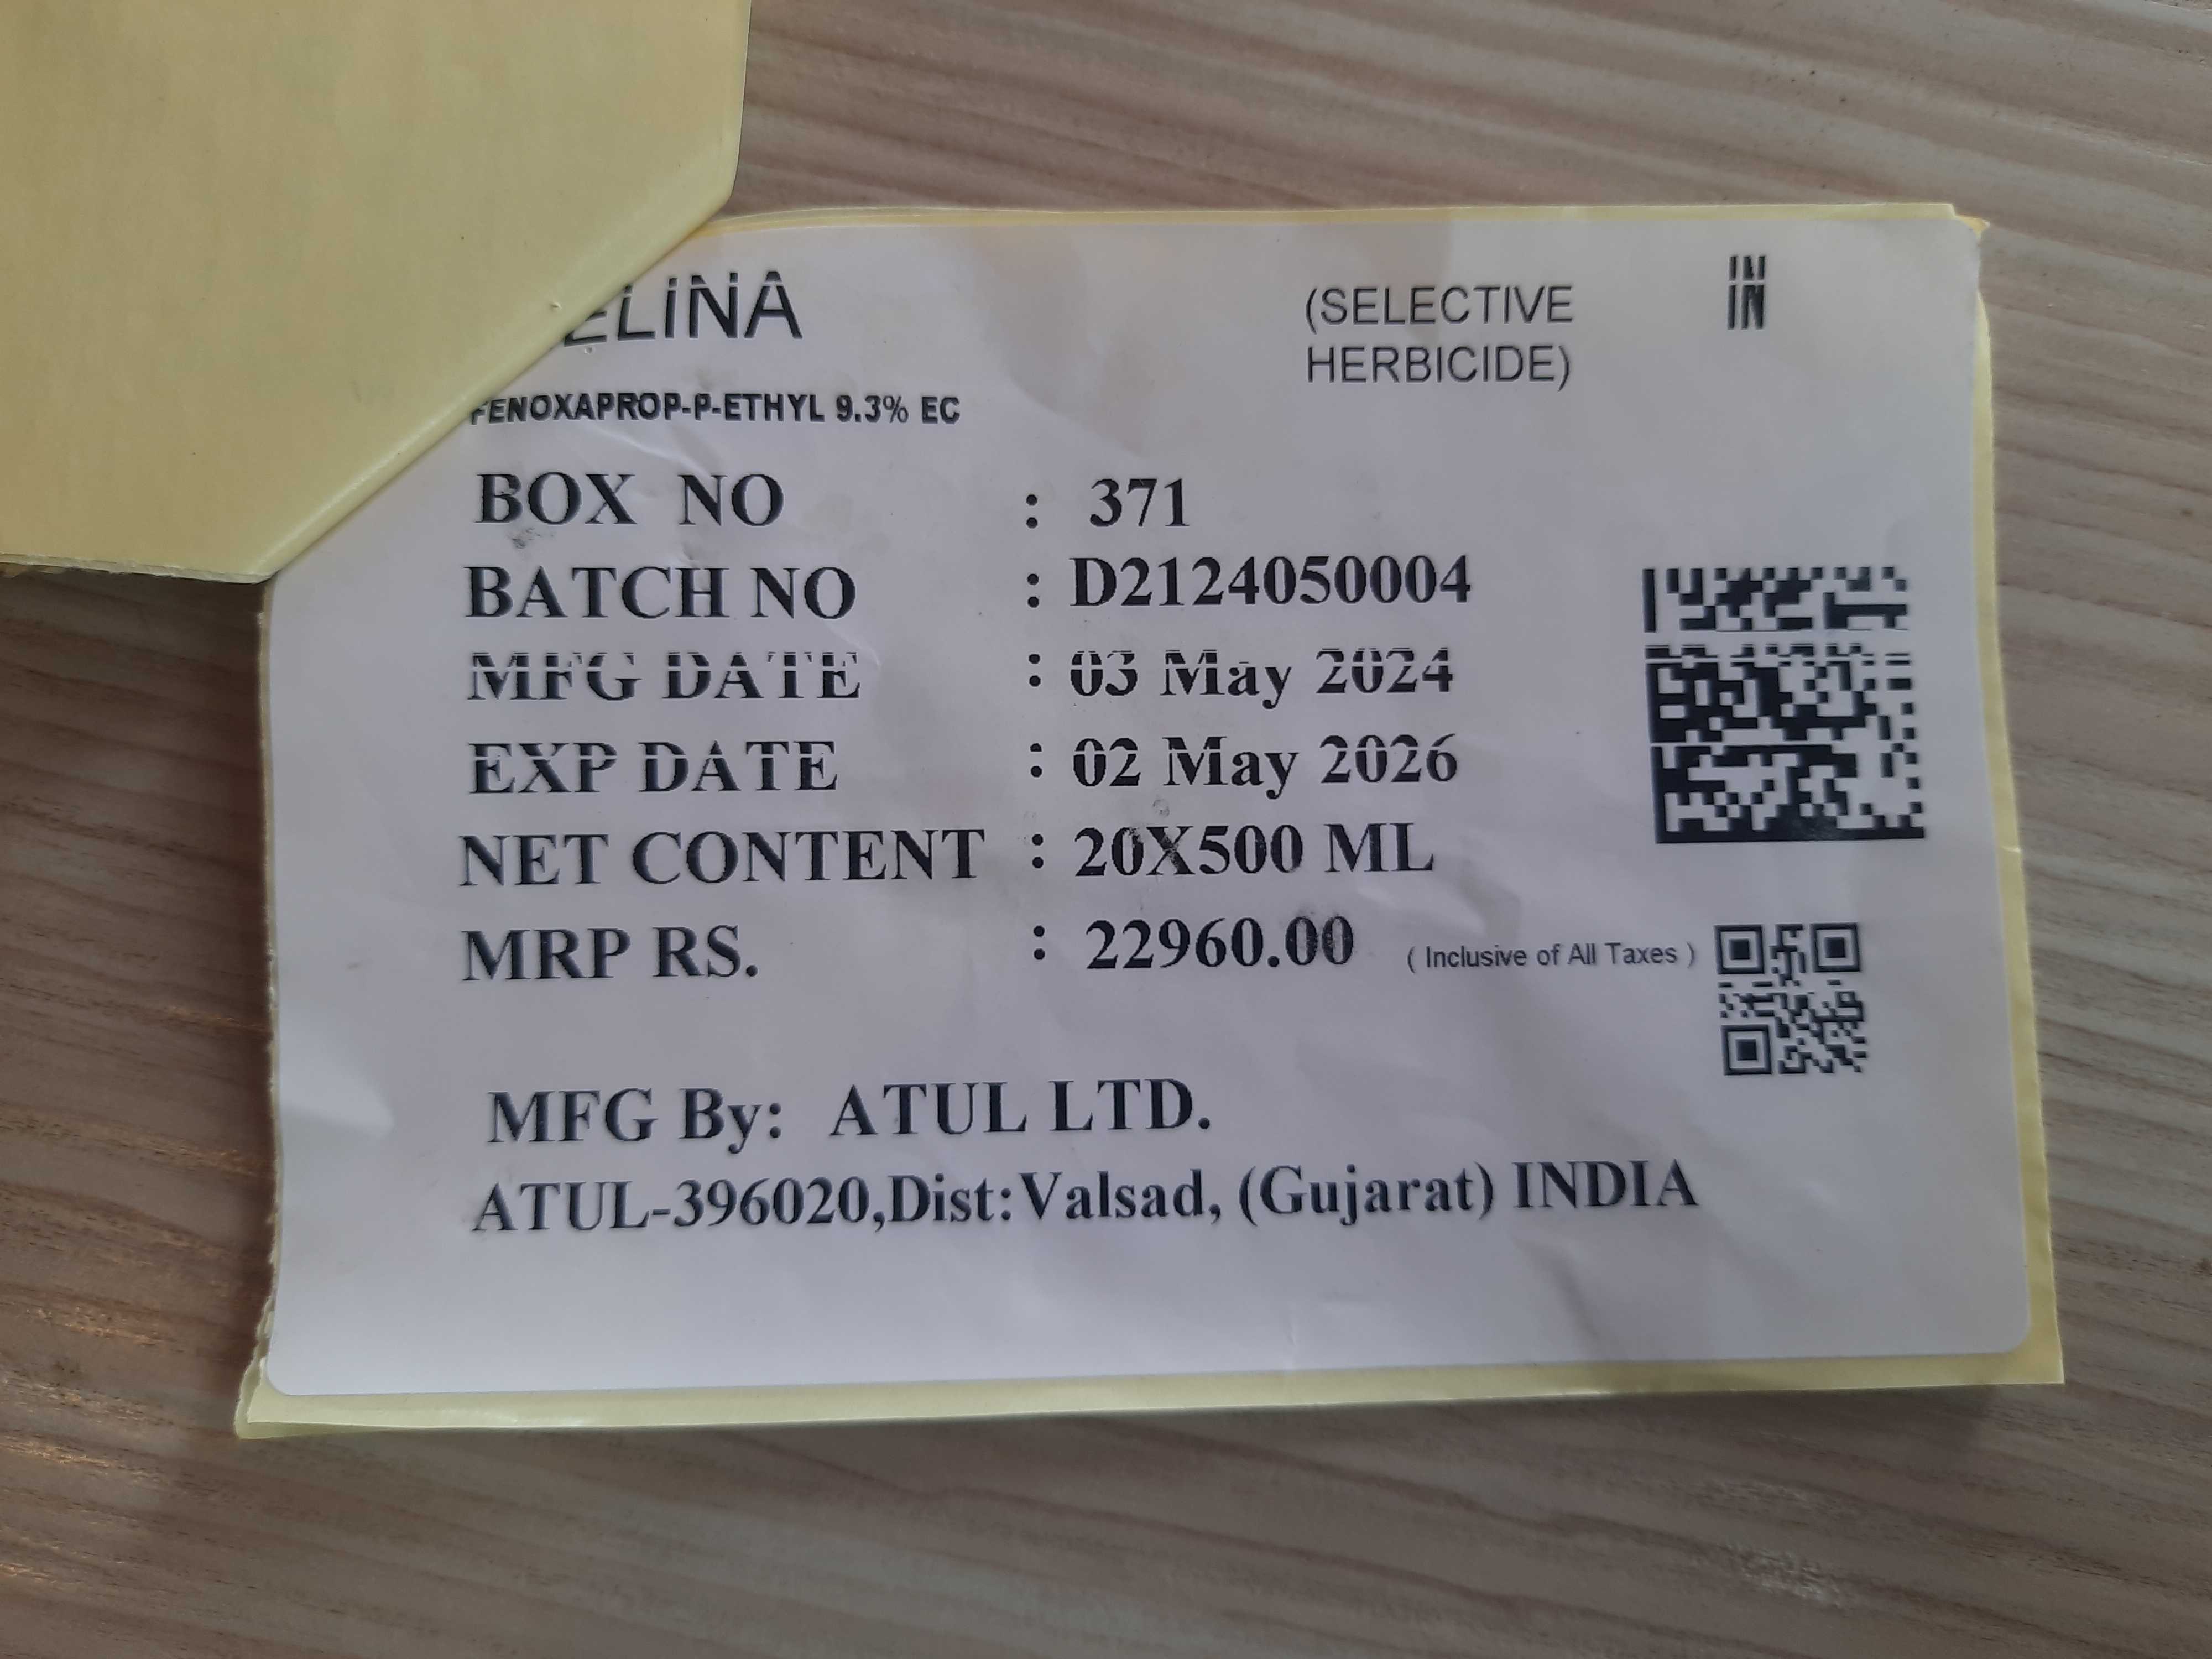 (SELECTIVE
HERBICIDE)
IN
IN
FENOXAPROP-P-ETHYL 9.3% EC
BOX NO : 371
BATCH NO : D2124050004
MFG DATE : 03 May 2024
EXP DATE : 02 May 2026
NET CONTENT : 20X500 ML
MRP RS. : 22960.00 ( Inclusive of All Taxes )
MFG By: ATUL LTD.
ATUL-396020,Dist:Valsad, (Gujarat) INDIA